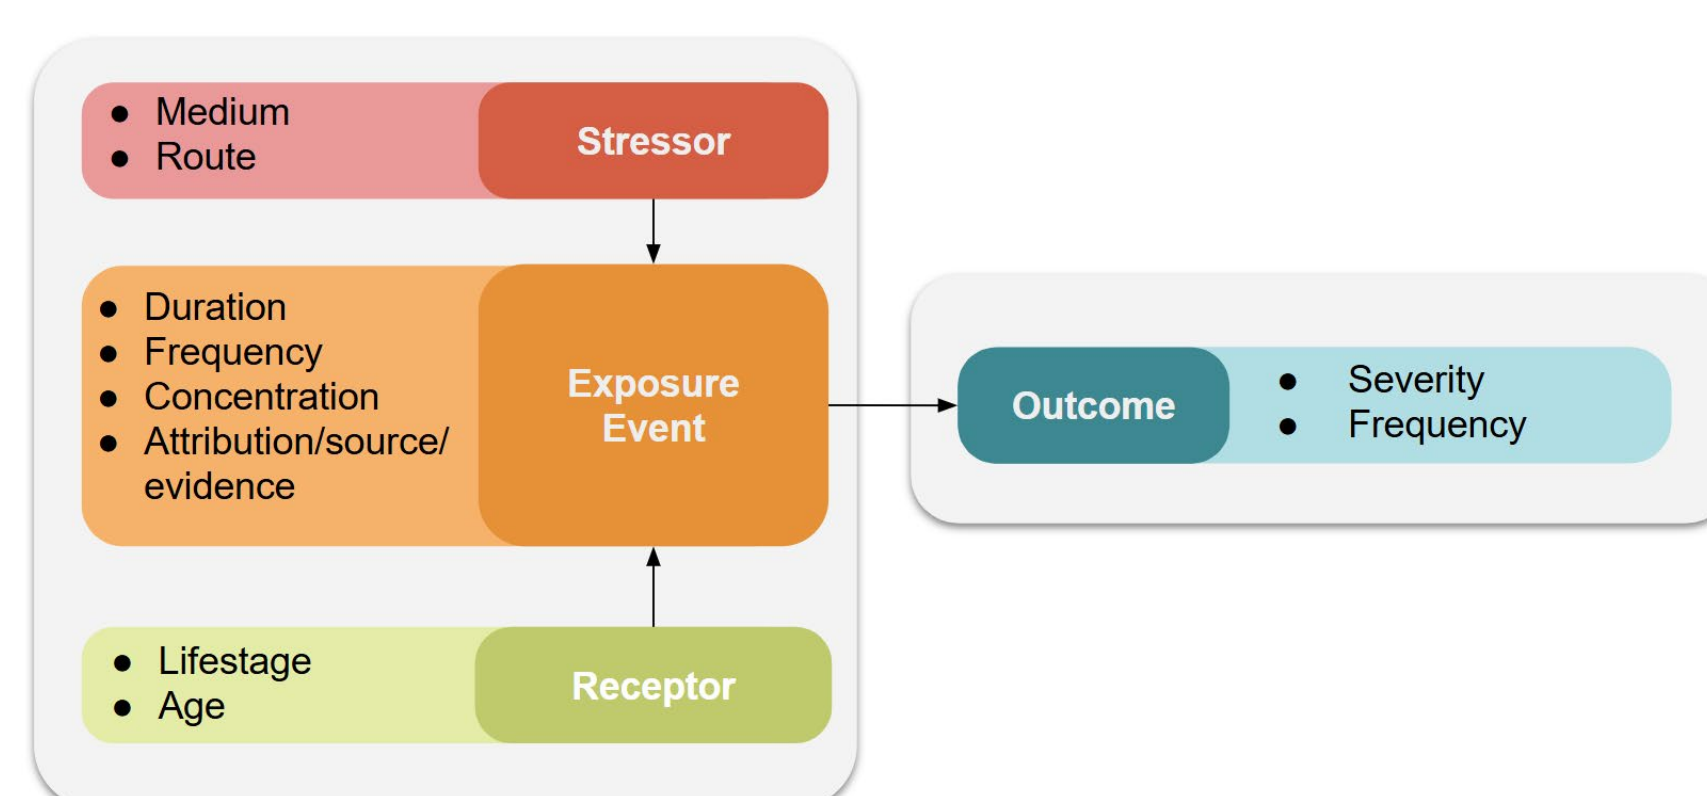 ● Medium
● Route
Stressor
● Duration
● Frequency
● Concentration
● Attribution/source/
evidence
Exposure
Event
● Lifestage
● Age
Receptor
Outcome
● Severity
● Frequency